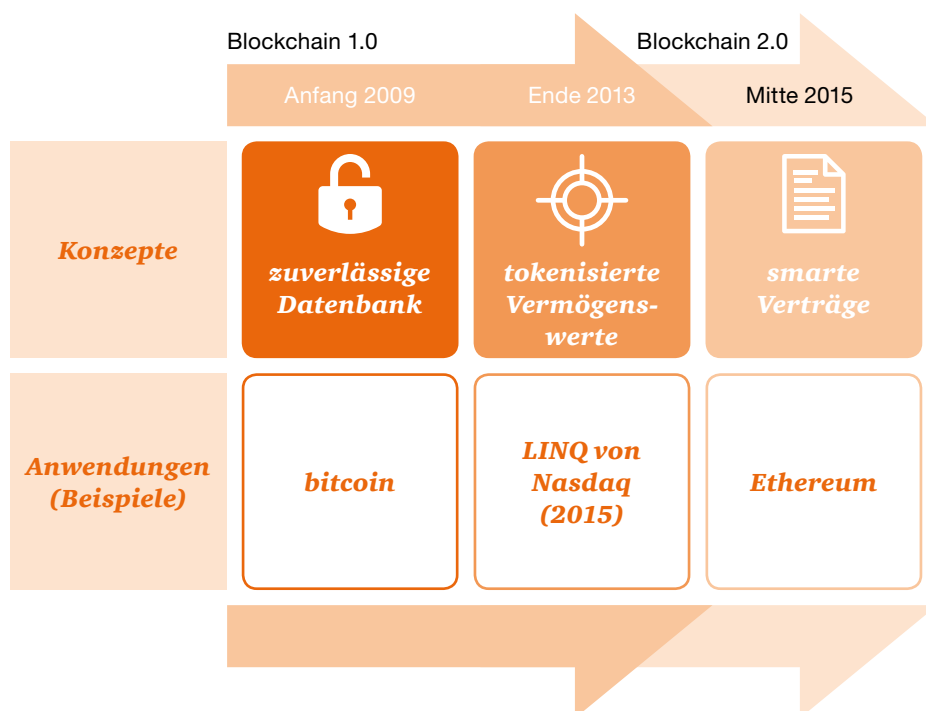 Blockchain 1.0
Blockchain 2.0
Anfang 2009
Ende 2013
Mitte 2015
Konzepte
zuverlässige
Datenbank
tokenisierte
Vermögens-
werte
smarte
Verträge
Anwendungen
(Beispiele)
bitcoin
LINQ von
Nasdaq
(2015)
Ethereum